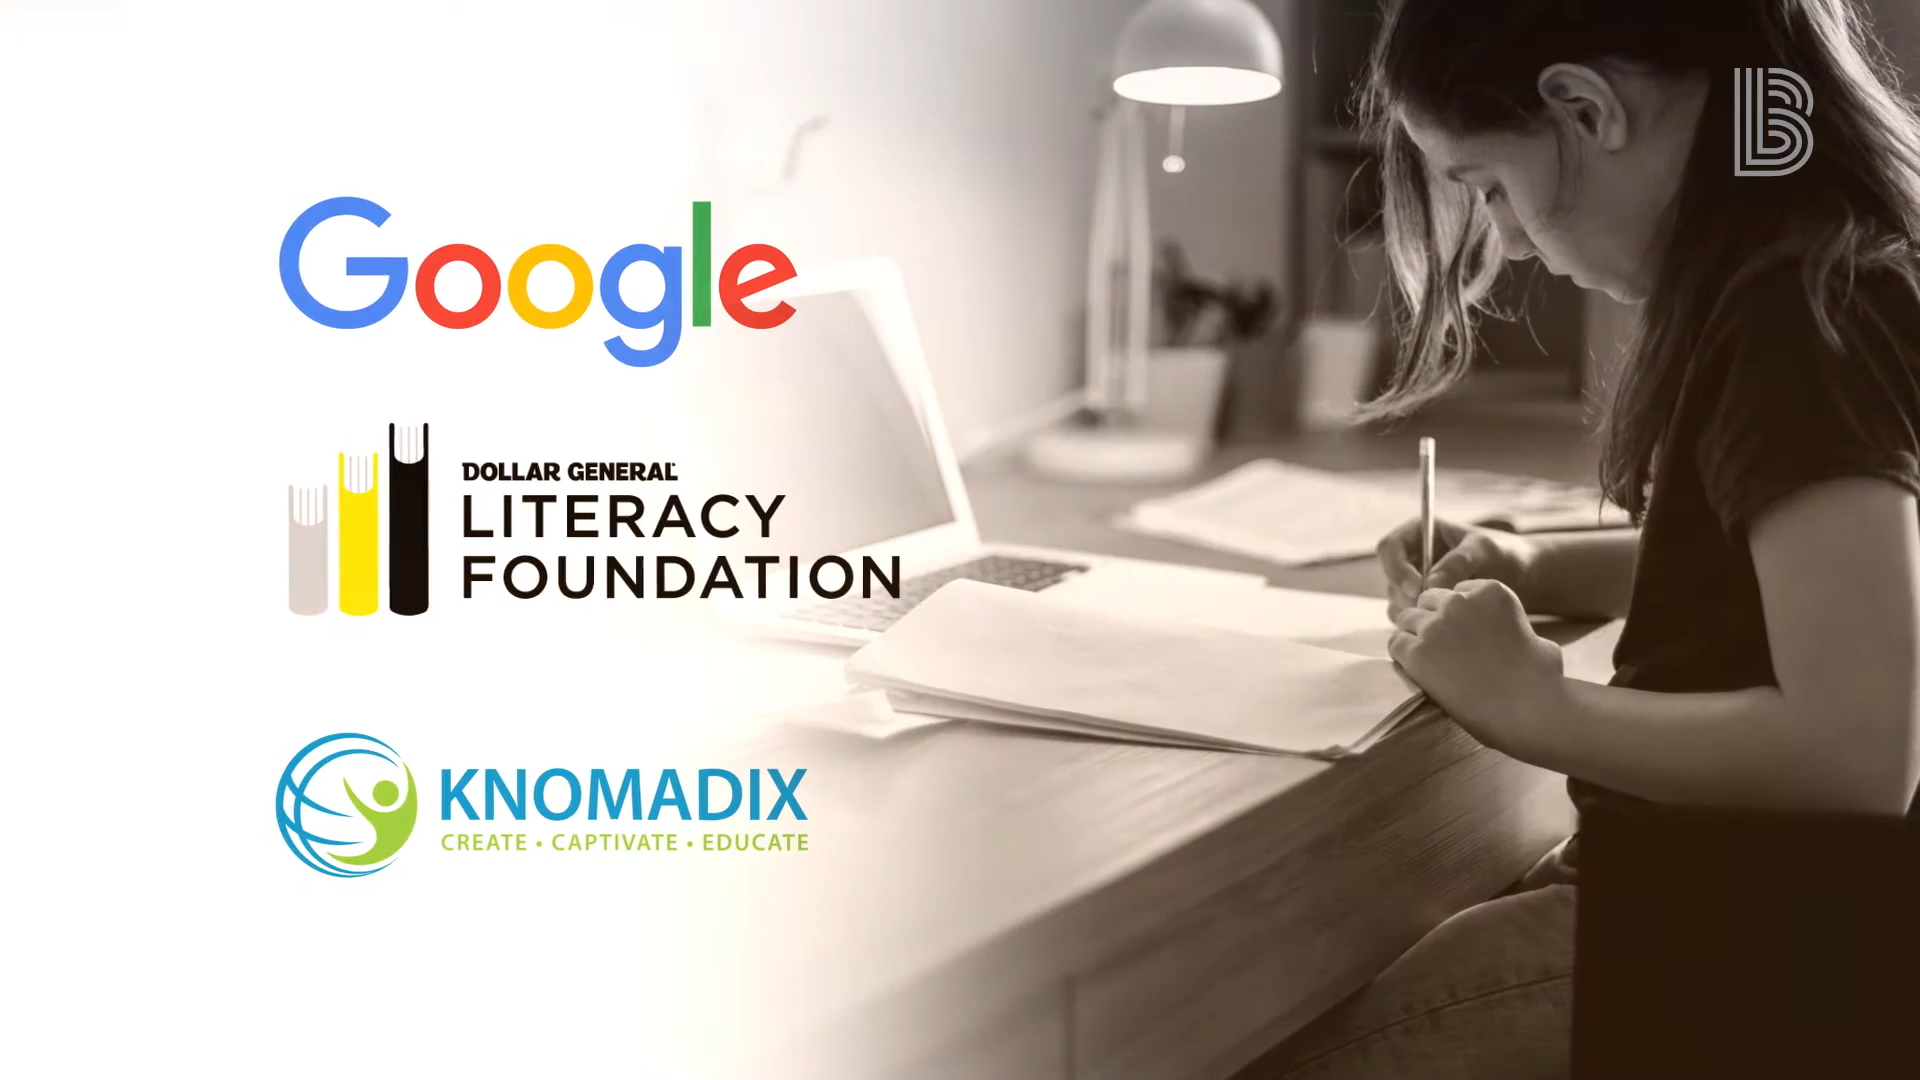 Google
DOLLAR GENERAL
LITERACY
FOUNDATION
KNOMADIX
CREATE • CAPTIVATE • EDUCATE
B